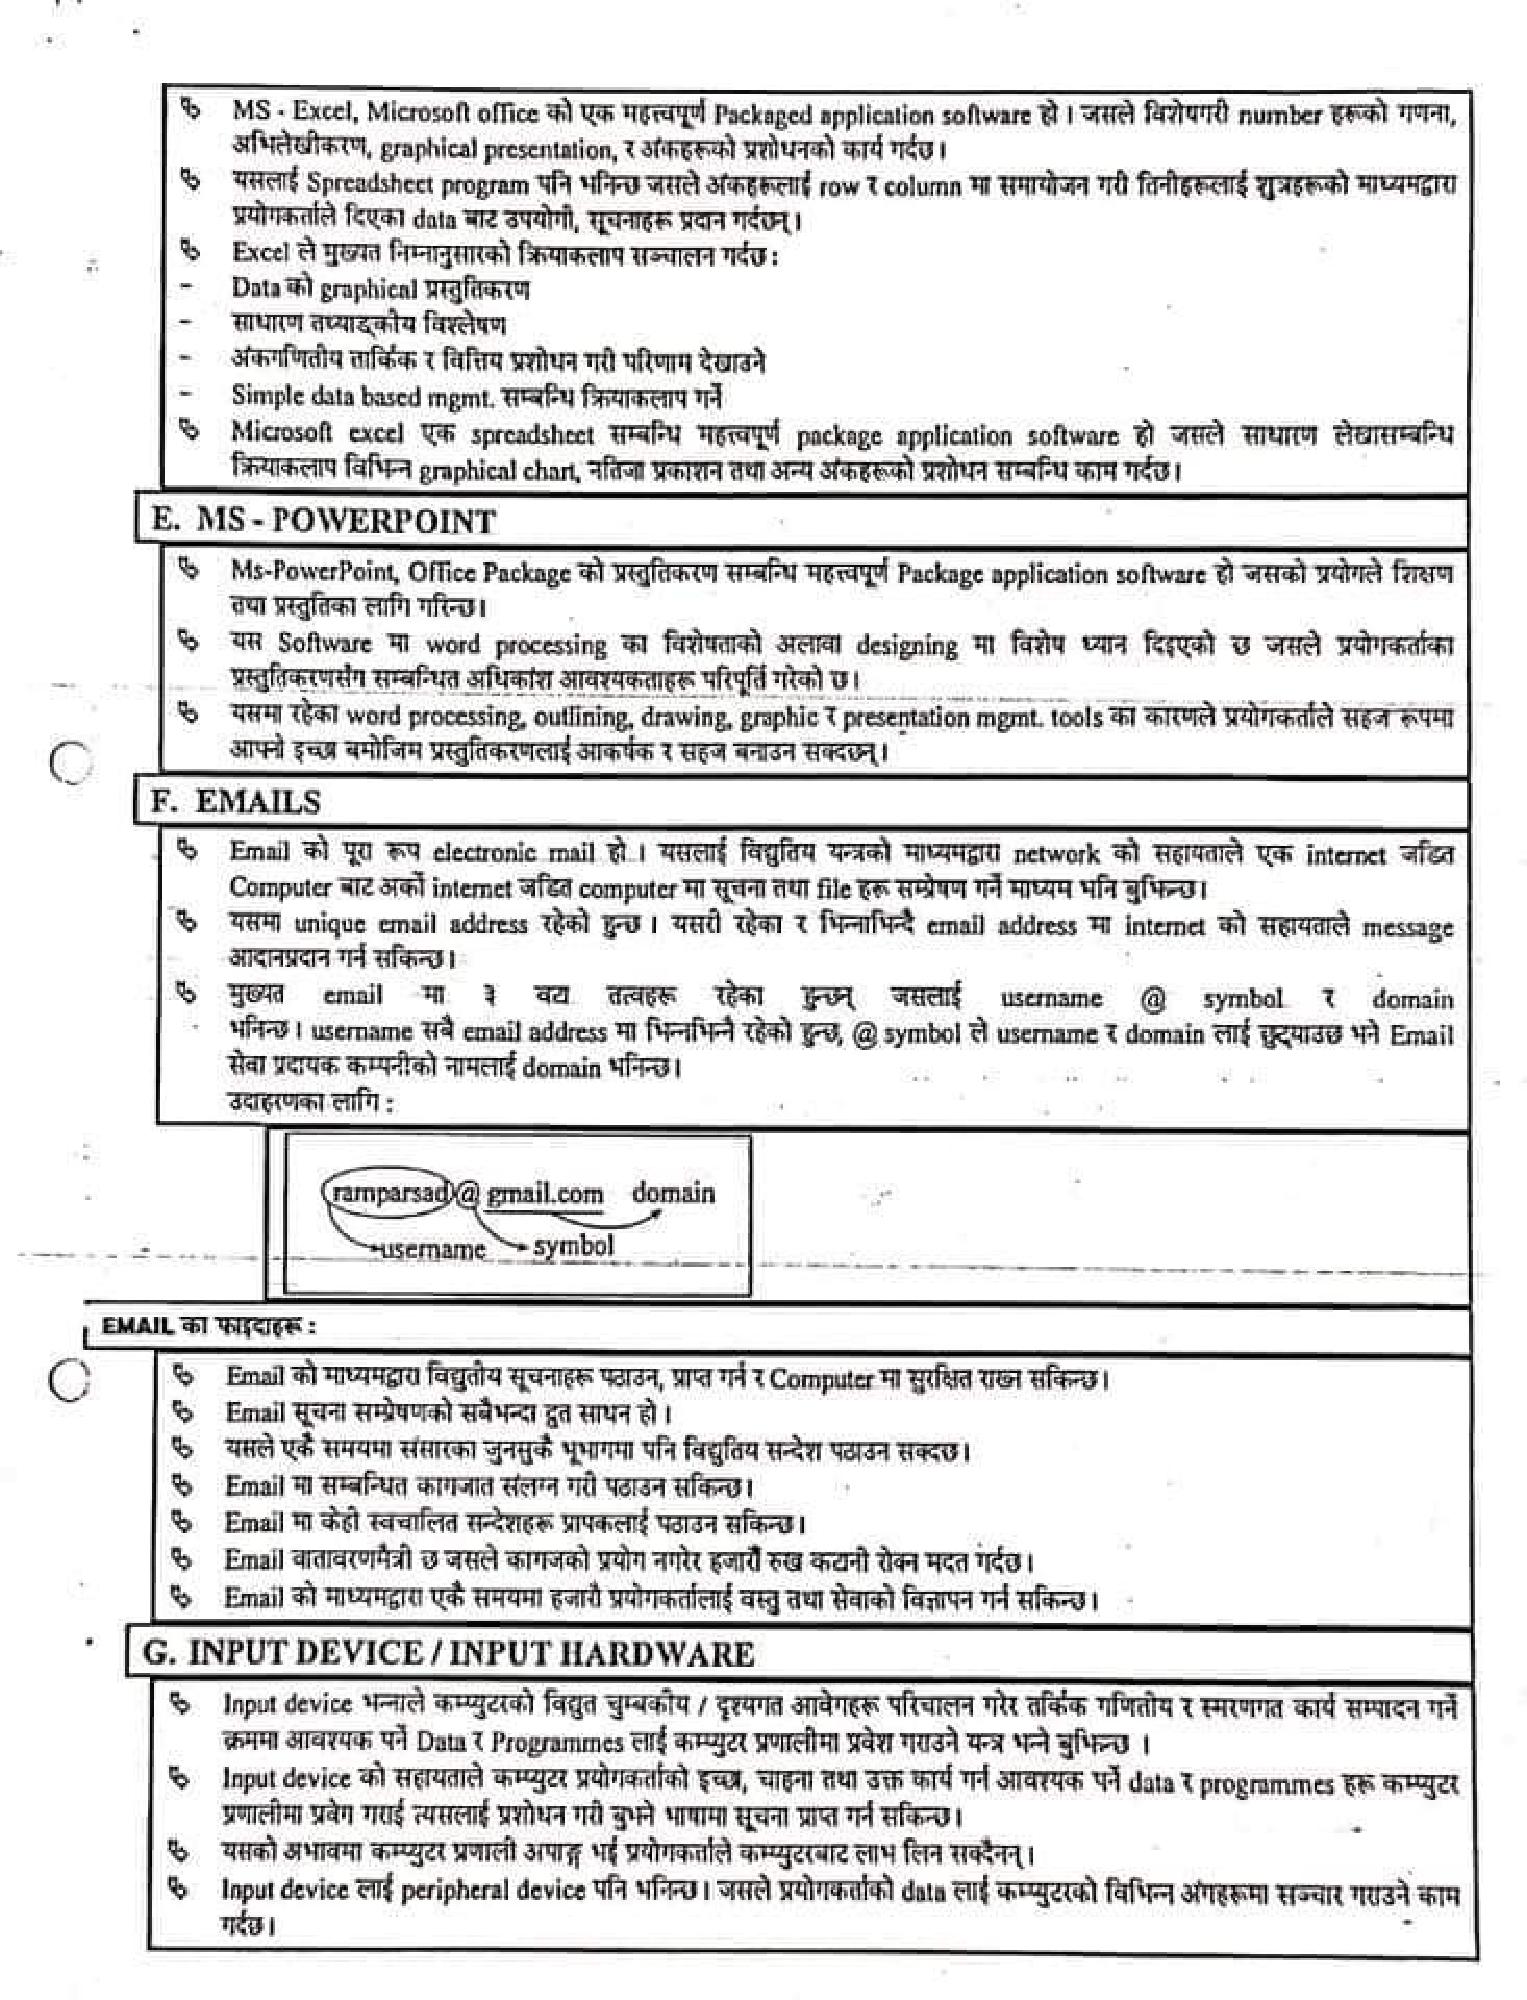 MS - Excel, Microsoft office को एक महत्त्वपूर्ण Packaged application software हो । जसले विशेषगरी number हरूको गणना,
अभिलेखीकरण, graphical presentation, र अंकहरूको प्रशोधनको कार्य गर्दछ ।
यसलाई Spreadsheet program पनि भनिन्छ जसले अंकहरूलाई row र column मा समायोजन गरी तिनीहरूलाई शुत्रहरूको माध्यमद्वारा
प्रयोगकर्ताले दिएका data बाट उपयोगी, सूचनाहरू प्रदान गर्दछन् ।
Excel ले मुख्यत निम्नानुसारको क्रियाकलाप सञ्चालन गर्दछ :
- Data को graphical प्रस्तुतिकरण
- साधारण तथ्याङ्कीय विश्लेषण
- अंकगणितीय तार्किक र वित्तिय प्रशोधन गरी परिणाम देखाउने
- Simple data based mgmt. सम्बन्धि क्रियाकलाप गर्ने
Microsoft excel एक spreadsheet सम्बन्धि महत्त्वपूर्ण package application software हो जसले साधारण लेखासम्बन्धि
क्रियाकलाप विभिन्न graphical chart, नतिजा प्रकाशन तथा अन्य अंकहरूको प्रशोधन सम्बन्धि काम गर्दछ ।
E. MS - POWERPOINT
Ms-PowerPoint, Office Package को प्रस्तुतिकरण सम्बन्धि महत्त्वपूर्ण Package application software हो जसको प्रयोगले शिक्षण
तथा प्रस्तुतिका लागि गरिन्छ ।
यस Software मा word processing का विशेषताको अलावा designing मा विशेष ध्यान दिइएको छ जसले प्रयोगकर्ताका
प्रस्तुतिकरणसँग सम्बन्धित अधिकांश आवश्यकताहरू परिपूर्ति गरेको छ ।
यसमा रहेका word processing, outlining, drawing, graphic र presentation mgmt. tools का कारणले प्रयोगकर्ताले सहज रूपमा
आफ्नो इच्छा बमोजिम प्रस्तुतिकरणलाई आकर्षक र सहज बनाउन सक्दछन् ।
F. EMAILS
Email को पूरा रूप electronic mail हो । यसलाई विद्युतिय यन्त्रको माध्यमद्वारा network को सहायताले एक internet जडित
Computer बाट अर्को internet जडित computer मा सूचना तथा file हरू सम्प्रेषण गर्ने माध्यम भनि बुझिन्छ ।
यसमा unique email address रहेको हुन्छ । यसरी रहेका र भिन्नाभिन्दै email address मा internet को सहायताले message
आदानप्रदान गर्न सकिन्छ ।
मुख्यत email मा ३ वटा तत्वहरू रहेका हुन्छन् जसलाई username @ symbol र domain
भनिन्छ । username सबै email address मा भिन्नभिन्नै रहेको हुन्छ, @ symbol ले username र domain लाई छुट्याउछ भने Email
सेवा प्रदायक कम्पनीको नामलाई domain भनिन्छ ।
उदाहरणका लागि :
ramparsad @ gmail.com domain
username symbol
EMAIL का फाइदाहरू :
Email को माध्यमद्वारा विद्युतीय सूचनाहरू पठाउन, प्राप्त गर्न र Computer मा सुरक्षित राख्न सकिन्छ ।
Email सूचना सम्प्रेषणको सबैभन्दा द्रुत साधन हो ।
यसले एकै समयमा संसारका जुनसुकै भूभागमा पनि विद्युतिय सन्देश पठाउन सक्दछ ।
Email मा सम्बन्धित कागजात संलग्न गरी पठाउन सकिन्छ ।
Email मा केही स्वचालित सन्देशहरू प्रापकलाई पठाउन सकिन्छ ।
Email वातावरणमैत्री छ जसले कागजको प्रयोग नगरेर हजारौं रुख कटानी रोक्न मदत गर्दछ ।
Email को माध्यमद्वारा एकै समयमा हजारौ प्रयोगकर्तालाई वस्तु तथा सेवाको विज्ञापन गर्न सकिन्छ ।
G. INPUT DEVICE / INPUT HARDWARE
Input device भन्नाले कम्प्युटरको विद्युत चुम्बकीय / दृश्यगत आवेगहरू परिचालन गरेर तर्किक गणितीय र स्मरणगत कार्य सम्पादन गर्ने
क्रममा आवश्यक पर्ने Data र Programmes लाई कम्प्युटर प्रणालीमा प्रवेश गराउने यन्त्र भन्ने बुझिन्छ ।
Input device को सहायताले कम्प्युटर प्रयोगकर्ताको इच्छा, चाहना तथा उक्त कार्य गर्न आवश्यक पर्ने data र programmes हरू कम्प्युटर
प्रणालीमा प्रवेग गराई त्यसलाई प्रशोधन गरी बुझ्ने भाषामा सूचना प्राप्त गर्न सकिन्छ ।
यसको अभावमा कम्प्युटर प्रणाली अपाङ्ग भई प्रयोगकर्ताले कम्प्युटरबाट लाभ लिन सक्दैनन् ।
Input device लाई peripheral device पनि भनिन्छ । जसले प्रयोगकर्ताको data लाई कम्प्युटरको विभिन्न अंगहरूमा सञ्चार गराउने काम
गर्दछ ।